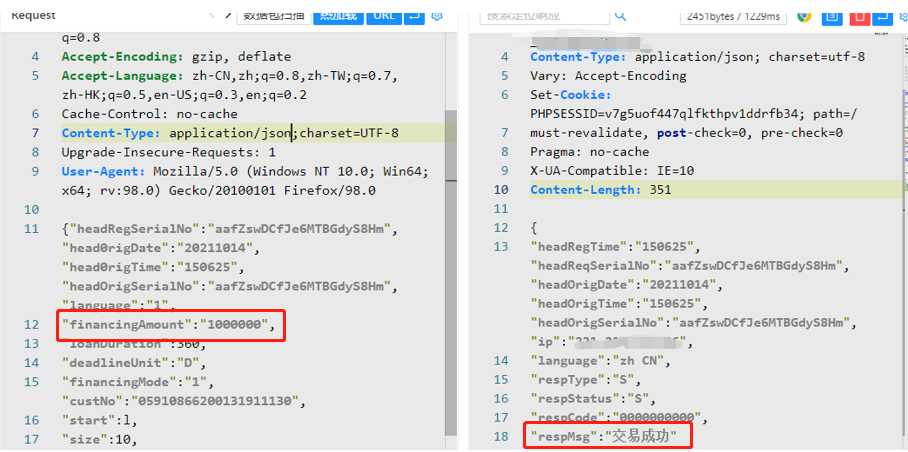 Request
数据包扫描
热加载
URL
q=0.8
4 Accept-Encoding: gzip, deflate
5 Accept-Language: zh-CN,zh;q=0.8,zh-TW;q=0.7,
zh-HK;q=0.5,en-US;q=0.3,en;q=0.2
6 Cache-Control: no-cache
7 Content-Type: application/json;charset=UTF-8
8 Upgrade-Insecure-Requests: 1
9 User-Agent: Mozilla/5.0 (Windows NT 10.0; Win64;
x64; rv:98.0) Gecko/20100101 Firefox/98.0
10
11 {"headRegSerialNo":"aafZswDCfJe6MTBGdyS8Hm",
"head0rigDate":"20211014",
"head0rigTime":"150625",
"headOrigSerialNo":"aafZswDCfJe6MTBGdyS8Hm",
"language":"1",
12 "financingAmount":"1000000",
13 "loanDuration":360,
14 "deadlineUnit":"D",
15 "financingMode":"1",
"custNo":"05910866200131911130",
16 "start":l,
17 "size":10,
搜索定位响应
2451bytes / 1229ms
4 Content-Type: application/json; charset=utf-8
5 Vary: Accept-Encoding
6 Set-Cookie:
PHPSESSID=v7g5uof447qlfkthpv1ddrfb34; path=/
7 must-revalidate, post-check=0, pre-check=0
8 Pragma: no-cache
9 X-UA-Compatible: IE=10
10 Content-Length: 351
11
12 {
13 "headRegTime":"150625",
"headReqSerialNo":"aafZswDCfJe6MTBGdyS8Hm",
"headOrigDate":"20211014",
"headOrigTime":"150625",
"headOrigSerialNo":"aafZswDCfJe6MTBGdyS8Hm",
"ip":"
14 "language":"zh CN",
15 "respType":"S",
16 "respStatus":"S",
17 "respCode":"0000000000",
18 "respMsg":"交易成功"